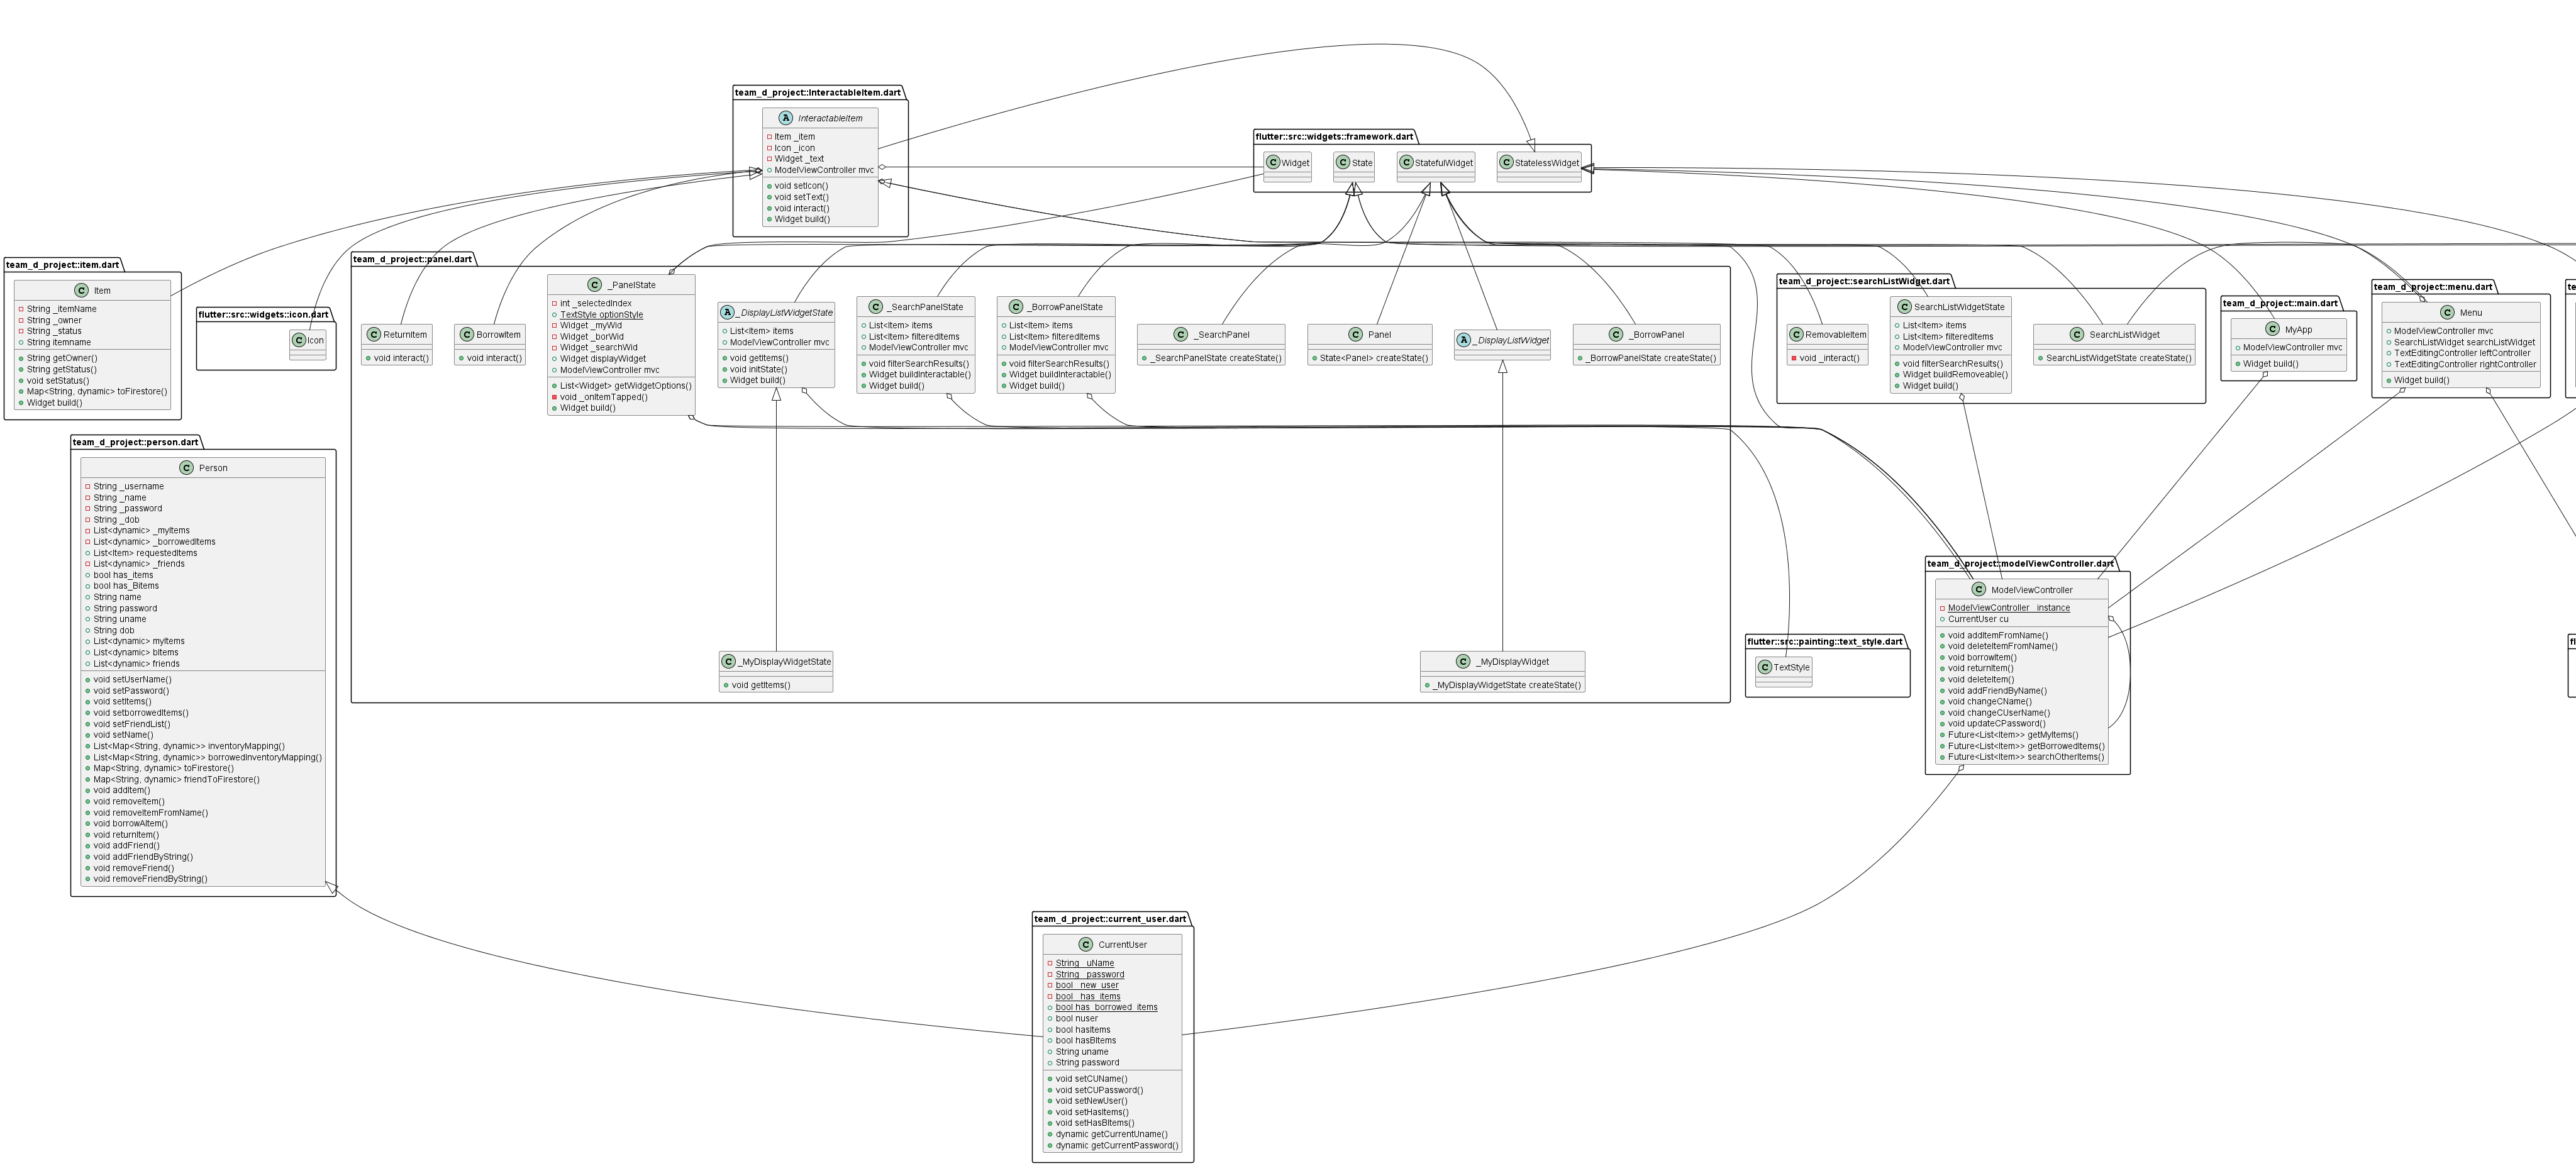 team_d_project::InteractableItem.dart
A InteractableItem
Item _item
Icon _icon
Widget _text
ModelViewController mvc
void setIcon()
void setText()
void interact()
Widget build()
flutter::src::widgets::framework.dart
C Widget
C State
C StatefulWidget
C StatelessWidget
team_d_project::item.dart
C Item
String _itemName
String _owner
String _status
String itemname
String getOwner()
String getStatus()
void setStatus()
Map<String, dynamic> toFirestore()
Widget build()
flutter::src::widgets::icon.dart
C Icon
team_d_project::panel.dart
C ReturnItem
void interact()
C BorrowItem
void interact()
C _PanelState
int _selectedIndex
TextStyle optionStyle
Widget _myWid
Widget _borWid
Widget _searchWid
Widget displayWidget
ModelViewController mvc
List<Widget> getWidgetOptions()
void _onItemTapped()
Widget build()
A _DisplayListWidgetState
List<Item> items
ModelViewController mvc
void getItems()
void initState()
Widget build()
C _SearchPanelState
List<Item> items
List<Item> filteredItems
ModelViewController mvc
void filterSearchResults()
Widget buildInteractable()
Widget build()
C _BorrowPanelState
List<Item> items
List<Item> filteredItems
ModelViewController mvc
void filterSearchResults()
Widget buildInteractable()
Widget build()
C _SearchPanel
_SearchPanelState createState()
C Panel
State<Panel> createState()
A _DisplayListWidget
C _BorrowPanel
_BorrowPanelState createState()
C _MyDisplayWidgetState
void getItems()
C _MyDisplayWidget
_MyDisplayWidgetState createState()
team_d_project::searchListWidget.dart
C RemovableItem
void _interact()
C SearchListWidgetState
List<Item> items
List<Item> filteredItems
ModelViewController mvc
void filterSearchResults()
Widget buildRemoveable()
Widget build()
C SearchListWidget
SearchListWidgetState createState()
team_d_project::main.dart
C MyApp
ModelViewController mvc
Widget build()
team_d_project::menu.dart
C Menu
ModelViewController mvc
SearchListWidget searchListWidget
TextEditingController leftController
TextEditingController rightController
Widget build()
team_d_project::person.dart
C Person
String _username
String _name
String _password
String _dob
List<dynamic> _myItems
List<dynamic> _borrowedItems
List<Item> requestedItems
List<dynamic> _friends
bool has_items
bool has_Bitems
String name
String password
String uname
String dob
List<dynamic> myItems
List<dynamic> bItems
List<dynamic> friends
void setUserName()
void setPassword()
void setItems()
void setborrowedItems()
void setFriendList()
void setName()
List<Map<String, dynamic>> inventoryMapping()
List<Map<String, dynamic>> borrowedInventoryMapping()
Map<String, dynamic> toFirestore()
Map<String, dynamic> friendToFirestore()
void addItem()
void removeItem()
void removeItemFromName()
void borrowAItem()
void returnItem()
void addFriend()
void addFriendByString()
void removeFriend()
void removeFriendByString()
team_d_project::modelViewController.dart
C ModelViewController
ModelViewController _instance
CurrentUser cu
void addItemFromName()
void deleteItemFromName()
void borrowItem()
void returnItem()
void deleteItem()
void addFriendByName()
void changeCName()
void changeCUserName()
void updateCPassword()
Future<List<Item>> getMyItems()
Future<List<Item>> getBorrowedItems()
Future<List<Item>> searchOtherItems()
flutter::src::painting::text_style.dart
C TextStyle
team_d_project::current_user.dart
C CurrentUser
String _uName
String _password
bool _new_user
bool _has_items
bool has_borrowed_items
bool nuser
bool hasItems
bool hasBItems
String uname
String password
void setCUName()
void setCUPassword()
void setNewUser()
void setHasItems()
void setHasBItems()
dynamic getCurrentUname()
dynamic getCurrentPassword()